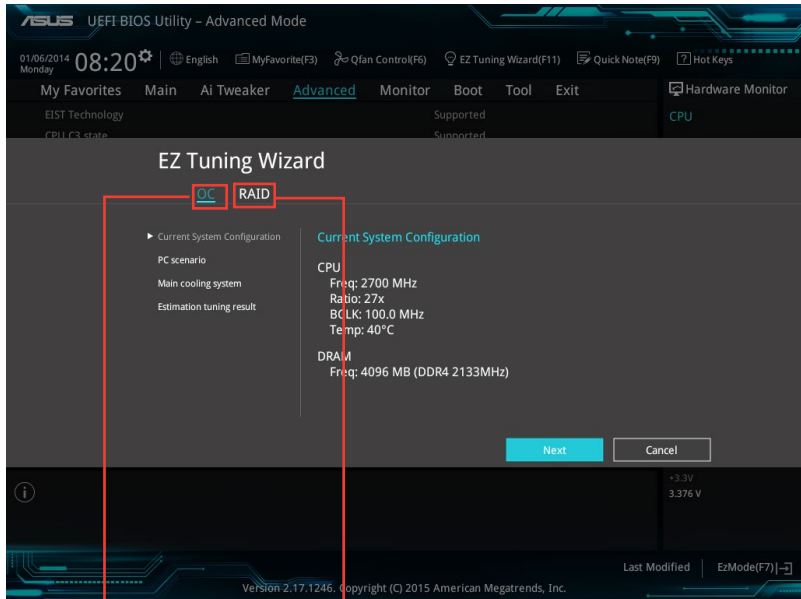 ASUS UEFI BIOS Utility – Advanced Mode
01/06/2014 Monday 08:20 English MyFavorite(F3) Qfan Control(F6) EZ Tuning Wizard(F11) Quick Note(F9) ? Hot Keys
My Favorites Main Ai Tweaker Advanced Monitor Boot Tool Exit Hardware Monitor
EIST Technology Supported CPU
CPU C3 state Supported
EZ Tuning Wizard
OC RAID
Current System Configuration
PC scenario
Main cooling system
Estimation tuning result
Current System Configuration
CPU
Freq: 2700 MHz
Ratio: 27x
BCLK: 100.0 MHz
Temp: 40°C
DRAM
Freq: 4096 MB (DDR4 2133MHz)
Next Cancel
+3.3V
3.376 V
Last Modified EzMode(F7)
Version 2.17.1246. Copyright (C) 2015 American Megatrends, Inc.